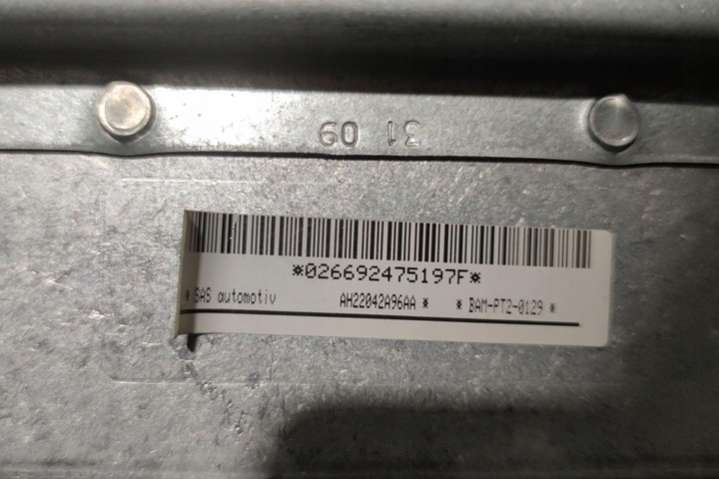 31 09
*026692475197F*
* SAS automotiv AH22042A96AA * * BAM-PT2-0129 *